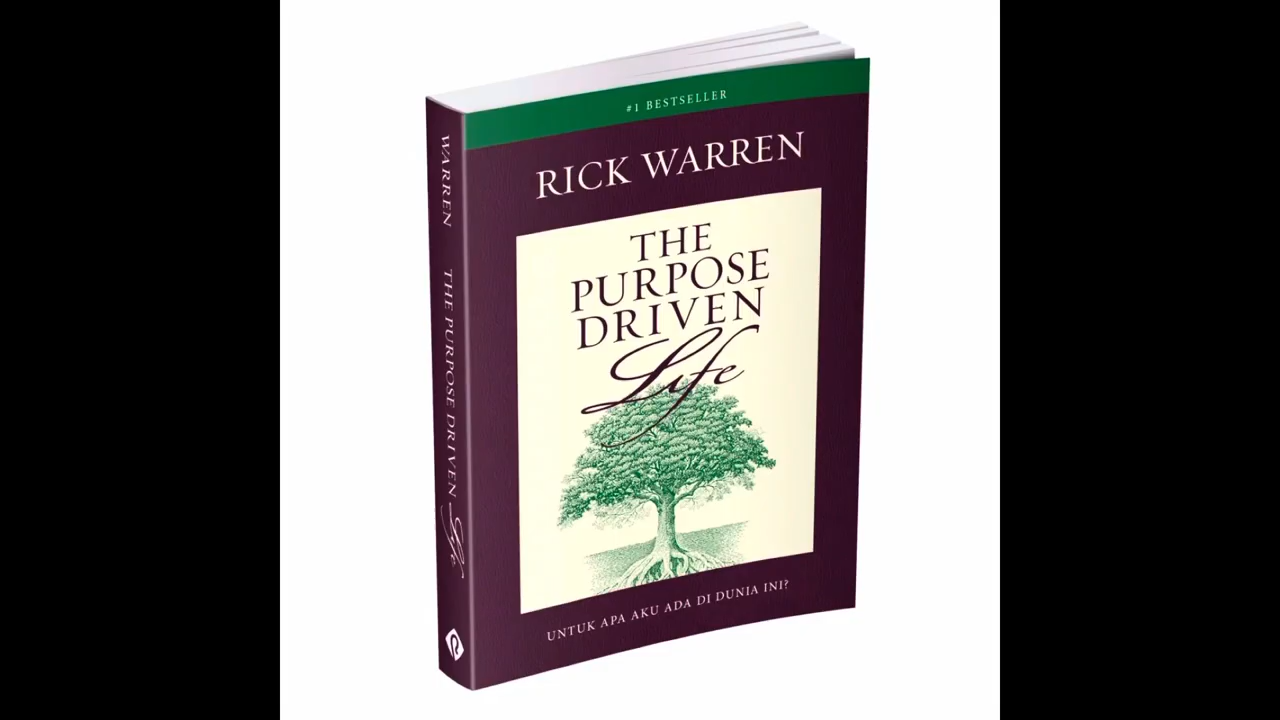 #1 BESTSELLER
RICK WARREN
THE
PURPOSE
DRIVEN
Life
UNTUK APA AKU ADA DI DUNIA INI?
WARREN THE PURPOSE DRIVEN Life